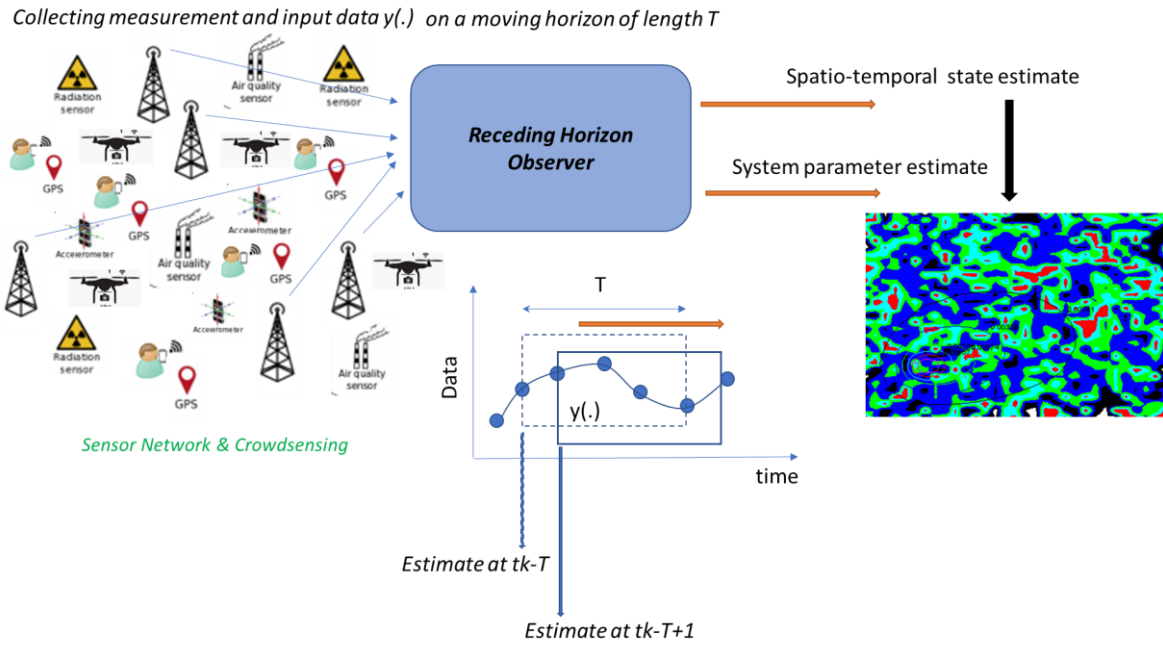 Collecting measurement and input data y(.) on a moving horizon of length T
Radiation
sensor
Air quality
sensor
Radiation
sensor
GPS
GPS
GPS
Accelerometer
Accelerometer
Air quality
sensor
GPS
Accelerometer
Radiation
sensor
GPS
Air quality
sensor
Sensor Network & Crowdsensing
Receding Horizon
Observer
Spatio-temporal state estimate
System parameter estimate
T
Data
y(.)
time
Estimate at tk-T
Estimate at tk-T+1